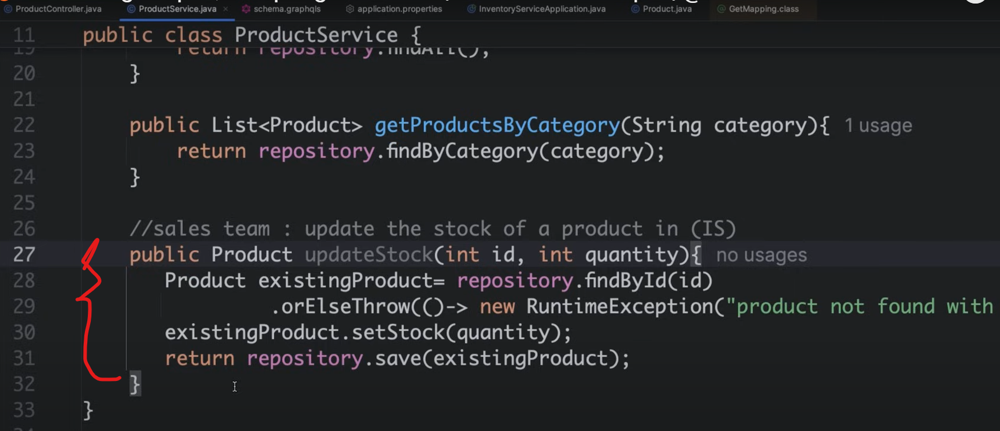 ProductController.java ProductService.java × schema.graphqls application.properties InventoryServiceApplication.java Product.java GetMapping.class
11 public class ProductService {
19 return repository.findAll();
20 }
21
22 public List<Product> getProductsByCategory(String category){ 1 usage
23 return repository.findByCategory(category);
24 }
25
26 //sales team : update the stock of a product in (IS)
27 public Product updateStock(int id, int quantity){ no usages
28 Product existingProduct= repository.findById(id)
29 .orElseThrow(()-> new RuntimeException("product not found with
30 existingProduct.setStock(quantity);
31 return repository.save(existingProduct);
32 }
33 }